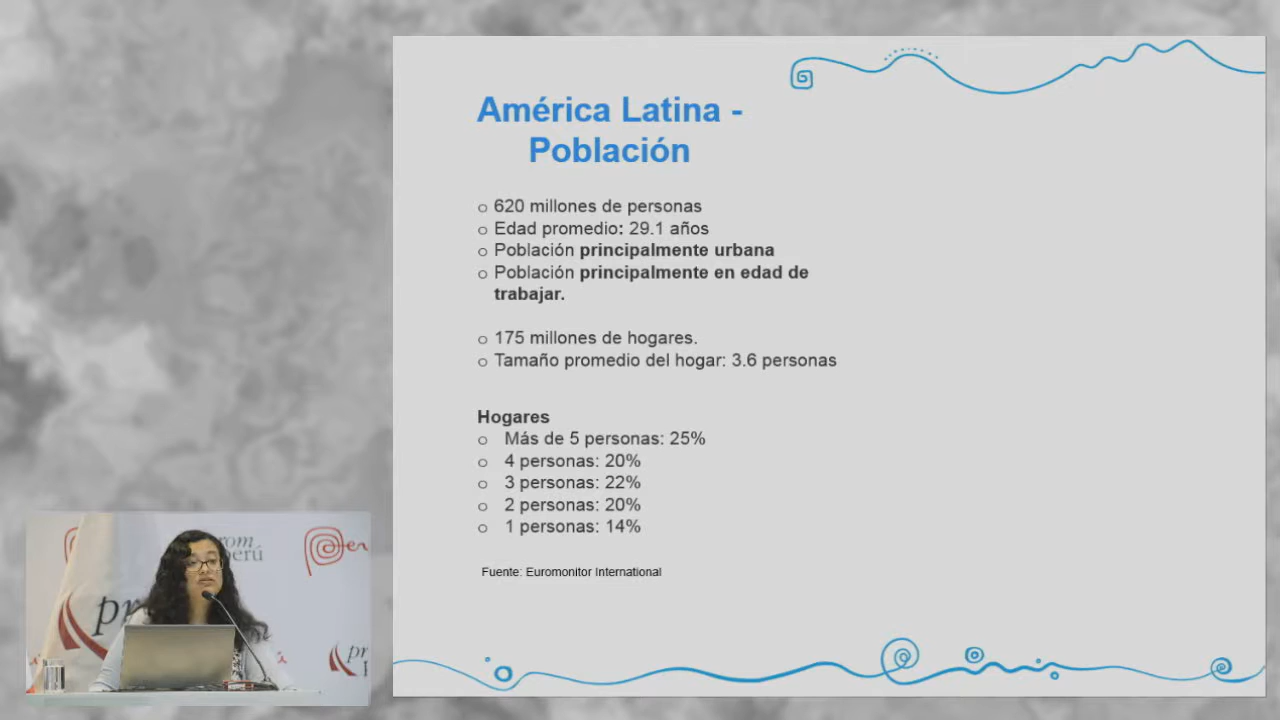 América Latina -
Población
o 620 millones de personas
o Edad promedio: 29.1 años
o Población principalmente urbana
o Población principalmente en edad de
trabajar.
o 175 millones de hogares.
o Tamaño promedio del hogar: 3.6 personas
Hogares
o Más de 5 personas: 25%
o 4 personas: 20%
o 3 personas: 22%
o 2 personas: 20%
o 1 personas: 14%
Fuente: Euromonitor International